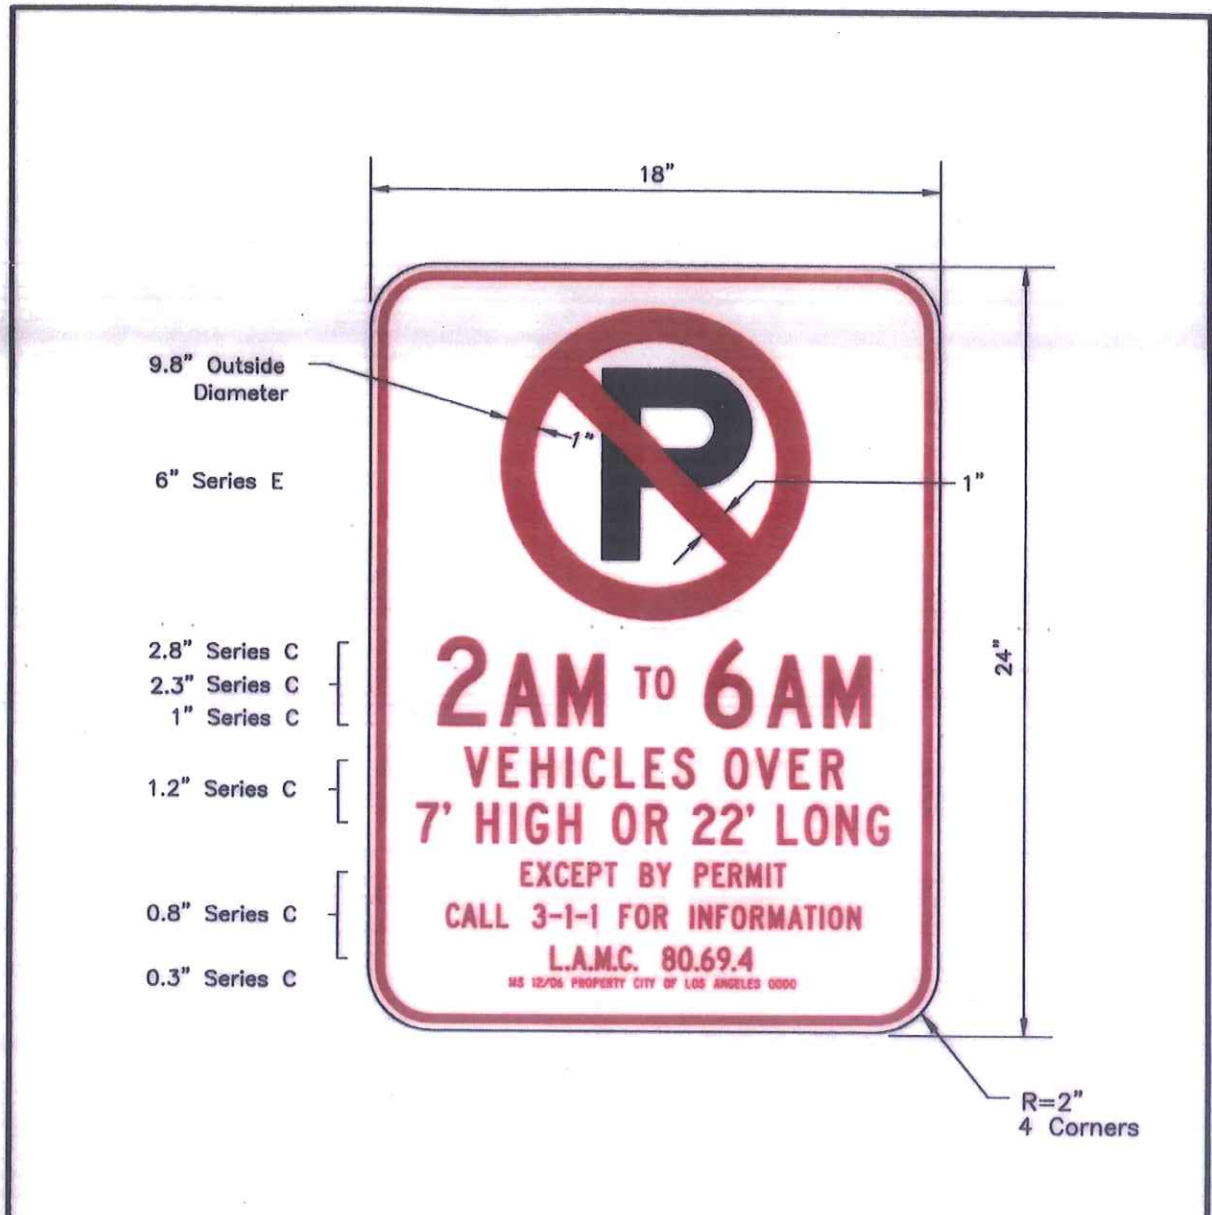 18"
9.8" Outside
Diameter
1"
P
6" Series E
1"
2.8" Series C
2.3" Series C
1" Series C
24"
2AM TO 6AM
VEHICLES OVER
1.2" Series C
7' HIGH OR 22' LONG
EXCEPT BY PERMIT
0.8" Series C
CALL 3-1-1 FOR INFORMATION
L.A.M.C. 80.69.4
0.3" Series C
12/06 PROPERTY CITY OF LOS ANGELES 0000
R=2"
4 Corners